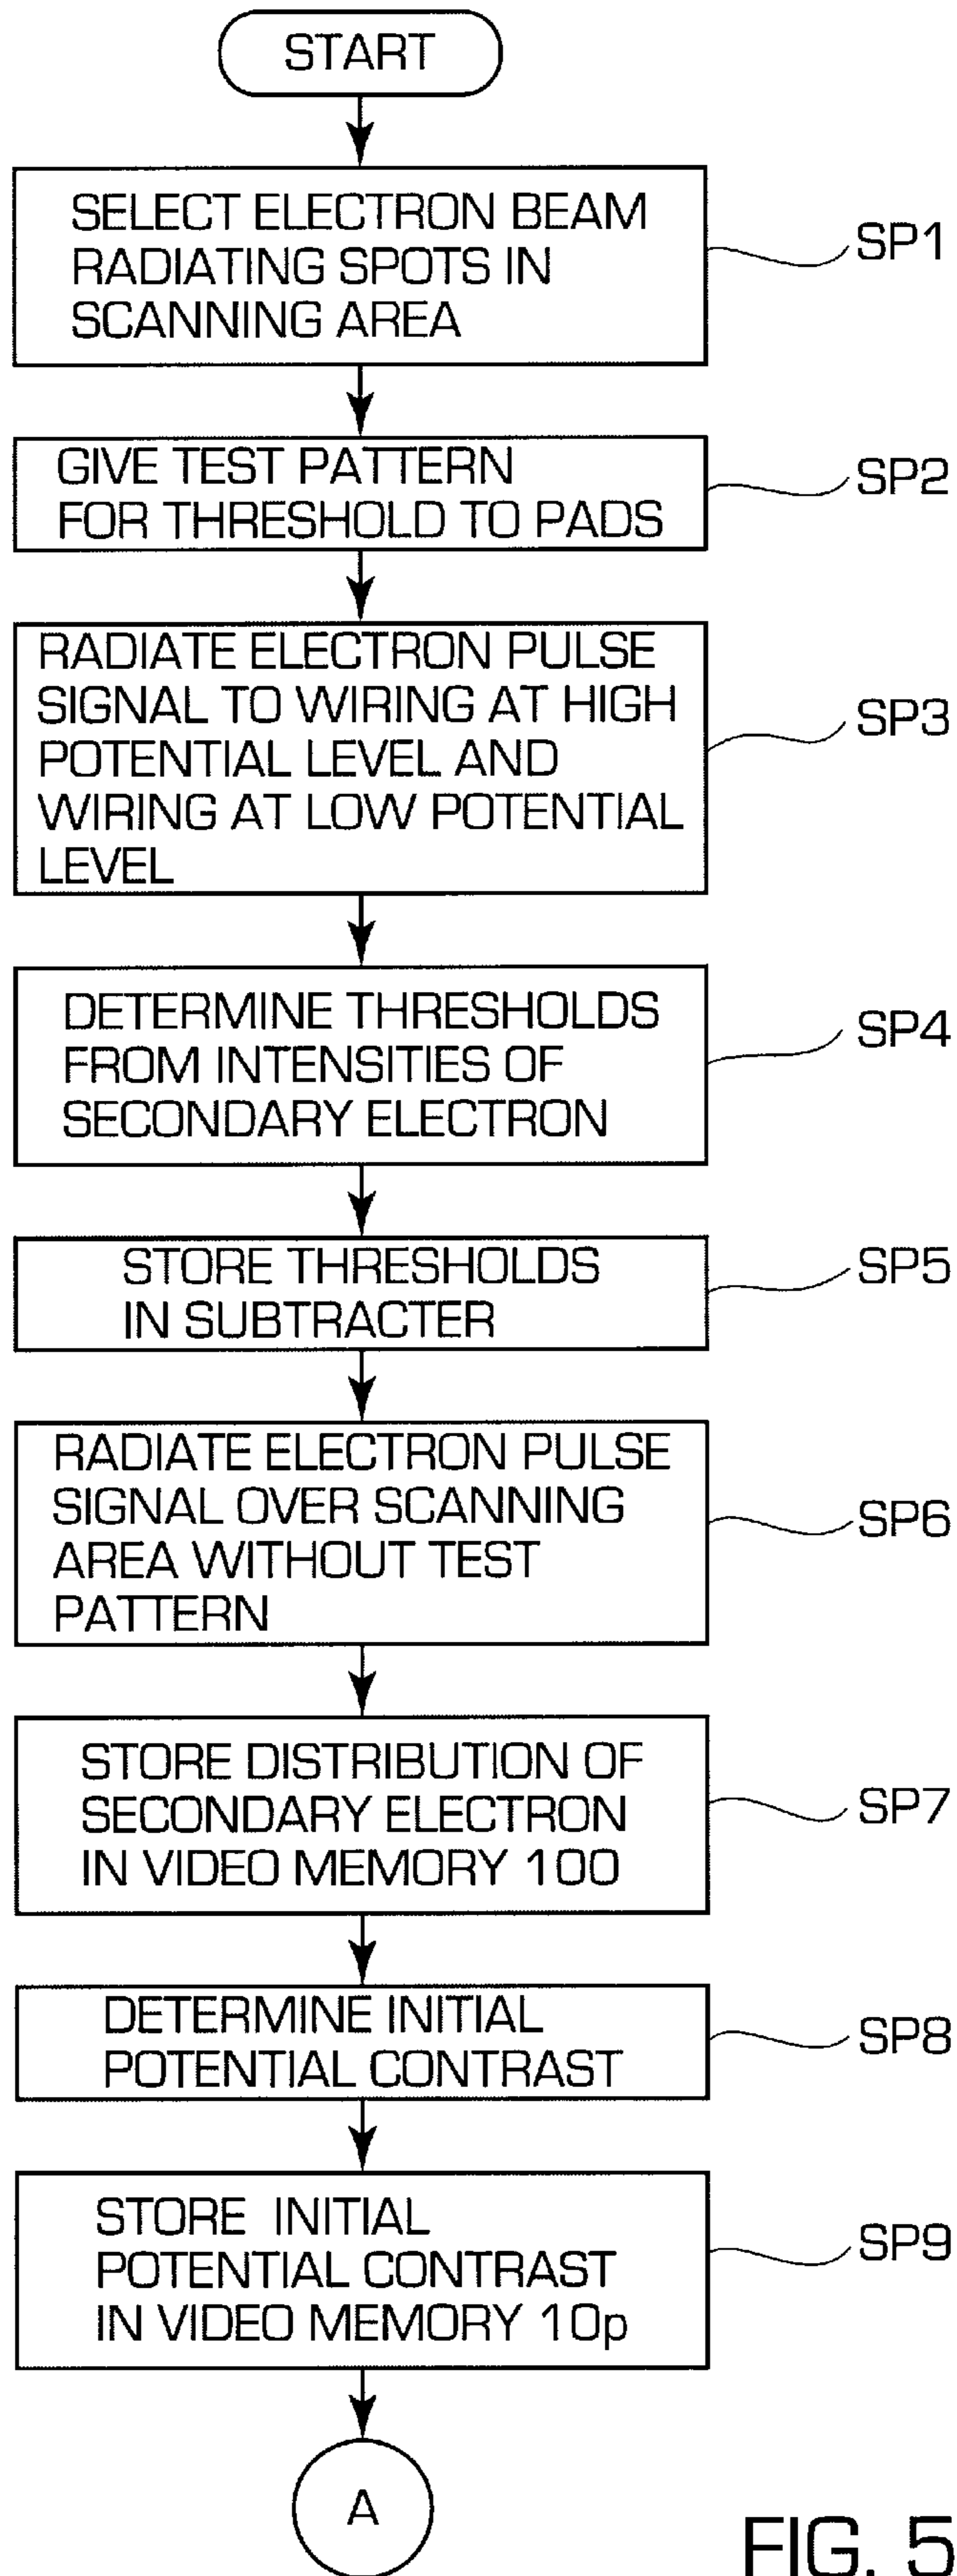 START
SELECT ELECTRON BEAM
RADIATING SPOTS IN
SCANNING AREA
SP1
GIVE TEST PATTERN
FOR THRESHOLD TO PADS
SP2
RADIATE ELECTRON PULSE
SIGNAL TO WIRING AT HIGH
POTENTIAL LEVEL AND
WIRING AT LOW POTENTIAL
LEVEL
SP3
DETERMINE THRESHOLDS
FROM INTENSITIES OF
SECONDARY ELECTRON
SP4
STORE THRESHOLDS
IN SUBTRACTER
SP5
RADIATE ELECTRON PULSE
SIGNAL OVER SCANNING
AREA WITHOUT TEST
PATTERN
SP6
STORE DISTRIBUTION OF
SECONDARY ELECTRON
IN VIDEO MEMORY 100
SP7
DETERMINE INITIAL
POTENTIAL CONTRAST
SP8
STORE INITIAL
POTENTIAL CONTRAST
IN VIDEO MEMORY 10p
SP9
A
FIG. 5